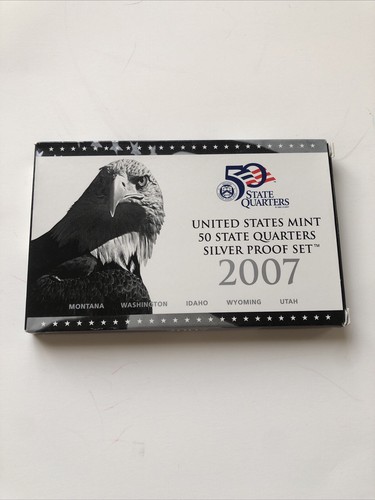 50
STATE
QUARTERS
UNITED STATES MINT
50 STATE QUARTERS
SILVER PROOF SET™
2007
MONTANA WASHINGTON IDAHO WYOMING UTAH